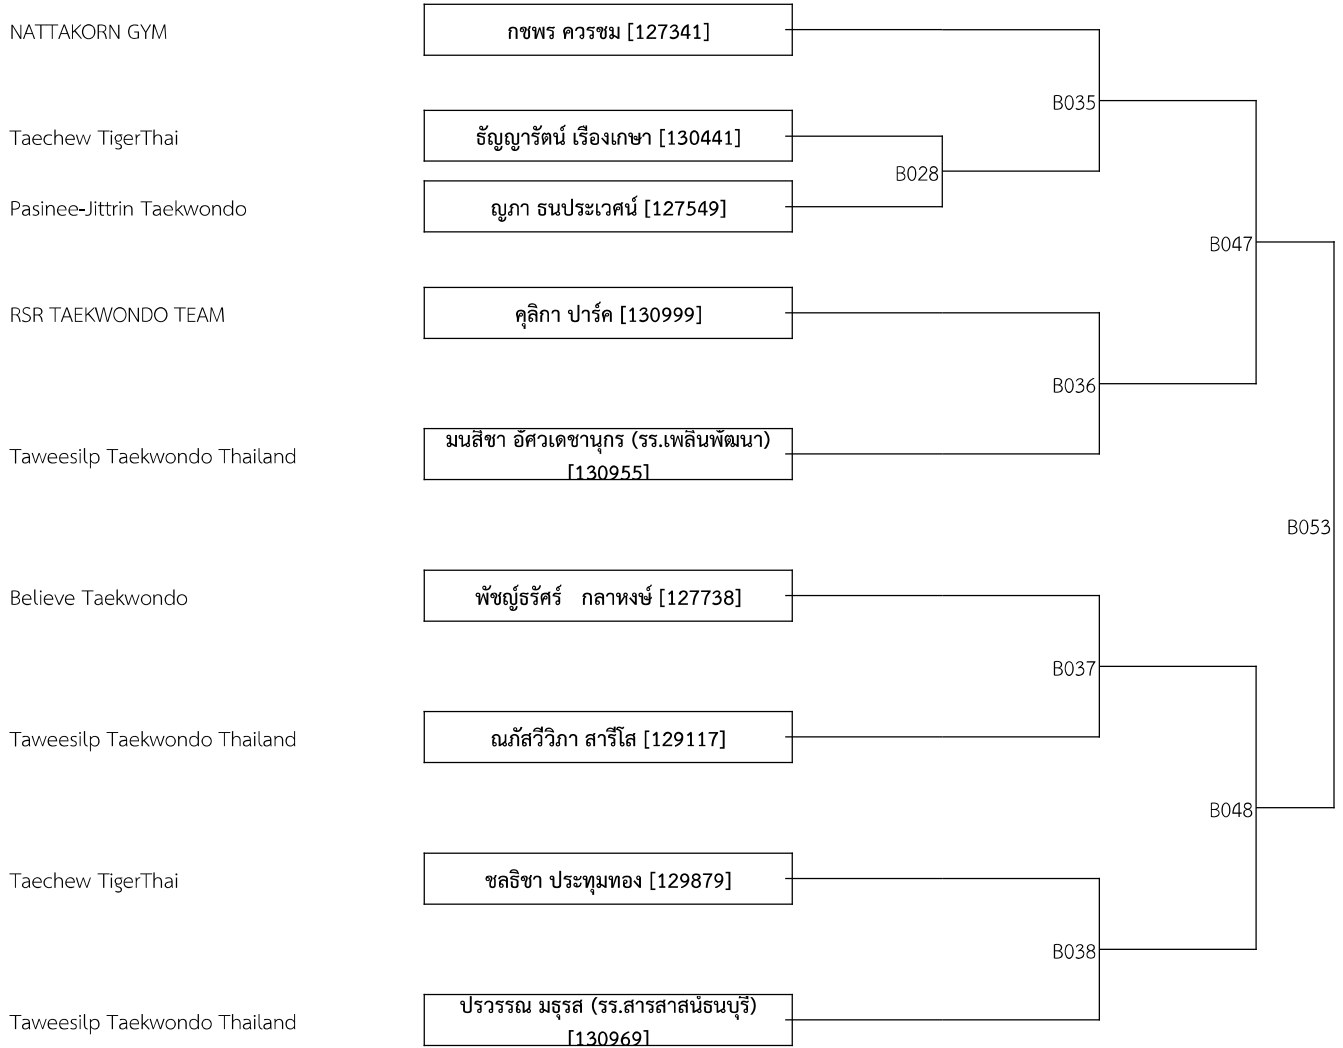 NATTAKORN GYM
กชพร ควรชม [127341]
B035
Taechew TigerThai
ธัญญารัตน์ เรืองเกษา [130441]
B028
Pasinee-Jittrin Taekwondo
ญภา ธนประเวศน์ [127549]
B047
RSR TAEKWONDO TEAM
คุลิกา ปาร์ค [130999]
B036
Taweesilp Taekwondo Thailand
มนสิชา อัศวเดชานุกร (รร.เพลินพัฒนา)
[130955]
B053
Believe Taekwondo
พัชญ์ธรัศร์ กลาหงษ์ [127738]
B037
Taweesilp Taekwondo Thailand
ณภัสวีวิภา สารีโส [129117]
B048
Taechew TigerThai
ชลธิชา ประทุมทอง [129879]
B038
Taweesilp Taekwondo Thailand
ปรวรรณ มธุรส (รร.สารสาสน์ธนบุรี)
[130969]